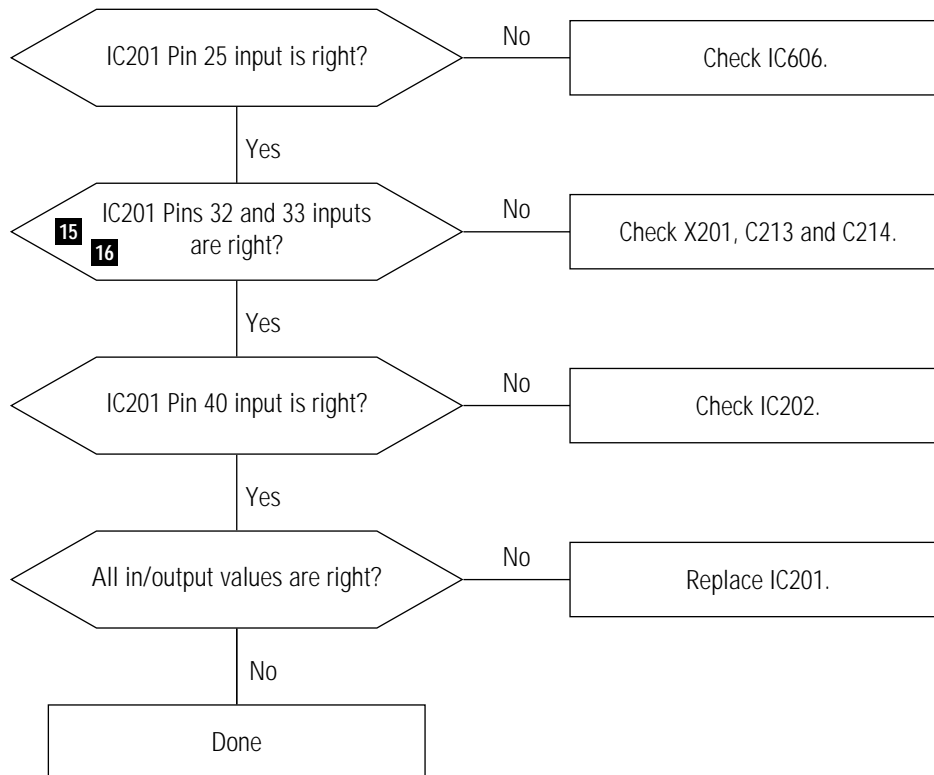 IC201 Pin 25 input is right?
No
Check IC606.
Yes
15
16
IC201 Pins 32 and 33 inputs
are right?
No
Check X201, C213 and C214.
Yes
IC201 Pin 40 input is right?
No
Check IC202.
Yes
All in/output values are right?
No
Replace IC201.
No
Done